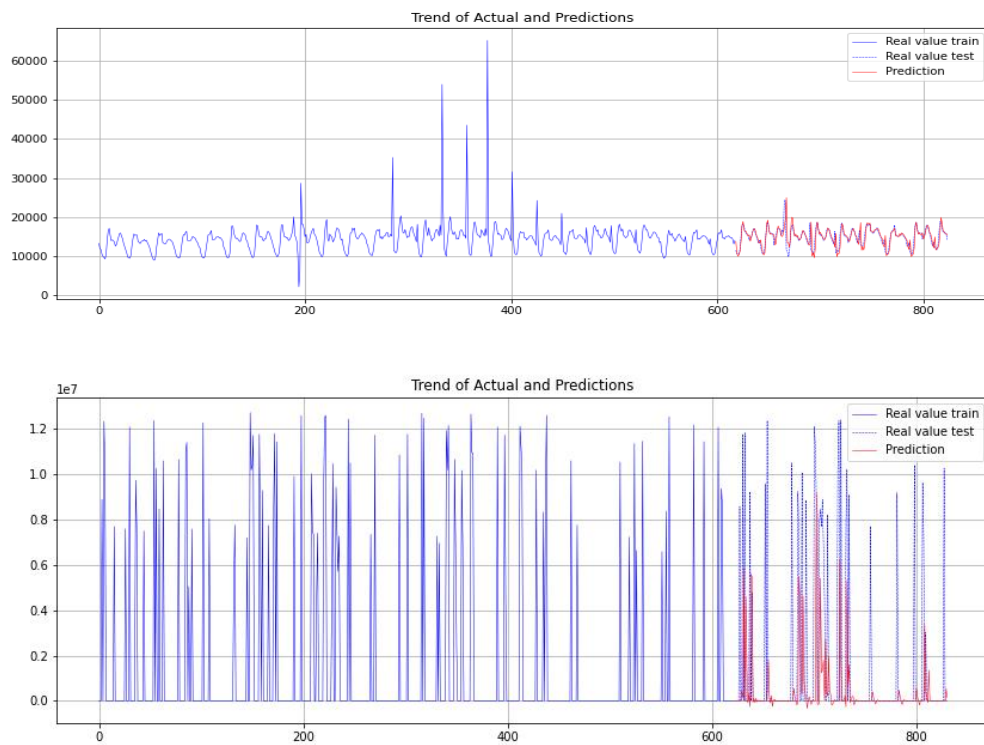 Trend of Actual and Predictions
Real value train
Real value test
Prediction
60000
50000
40000
30000
20000
10000
0
0 200 400 600 800
Trend of Actual and Predictions
1e7
Real value train
Real value test
Prediction
1.2
1.0
0.8
0.6
0.4
0.2
0.0
0 200 400 600 800